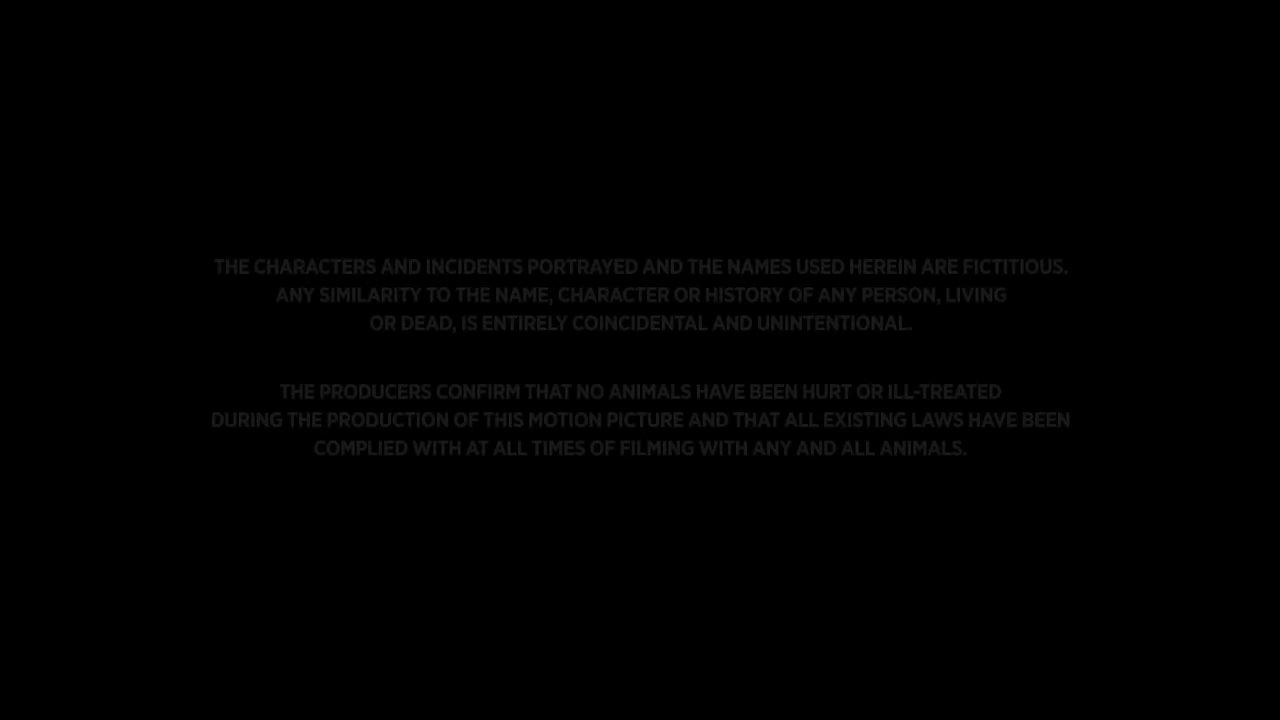 THE CHARACTERS AND INCIDENTS PORTRAYED AND THE NAMES USED HEREIN ARE FICTITIOUS.
ANY SIMILARITY TO THE NAME, CHARACTER OR HISTORY OF ANY PERSON, LIVING
OR DEAD, IS ENTIRELY COINCIDENTAL AND UNINTENTIONAL.
THE PRODUCERS CONFIRM THAT NO ANIMALS HAVE BEEN HURT OR ILL-TREATED
DURING THE PRODUCTION OF THIS MOTION PICTURE AND THAT ALL EXISTING LAWS HAVE BEEN
COMPLIED WITH AT ALL TIMES OF FILMING WITH ANY AND ALL ANIMALS.